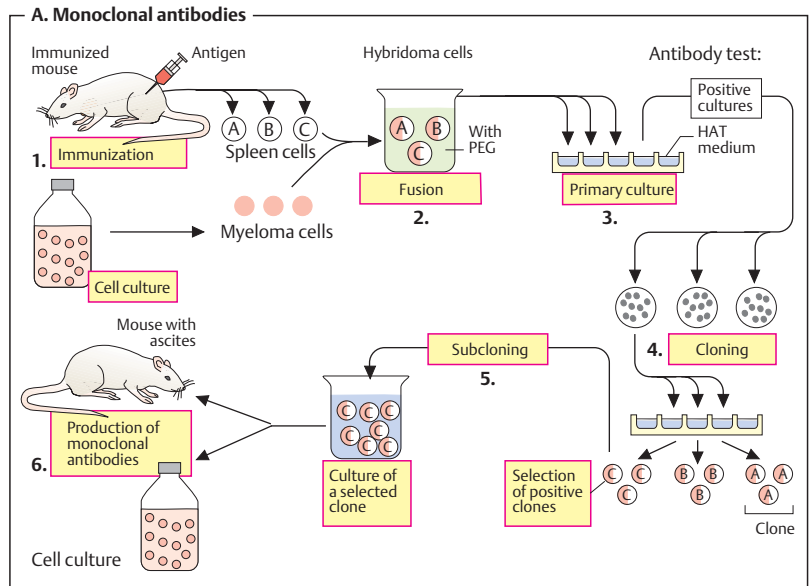 A. Monoclonal antibodies
Immunized
mouse
Antigen
A
B
C
Spleen cells
1.
Immunization
Cell culture
Myeloma cells
Hybridoma cells
A
B
C
With
PEG
Fusion
2.
Antibody test:
Positive
cultures
HAT
medium
Primary culture
3.
4.
Cloning
A A
A
Clone
B B
B
C C
C
Selection
of positive
clones
Subcloning
5.
C C C
C C
C C
C
Culture of
a selected
clone
Mouse with
ascites
6.
Production of
monoclonal
antibodies
Cell culture